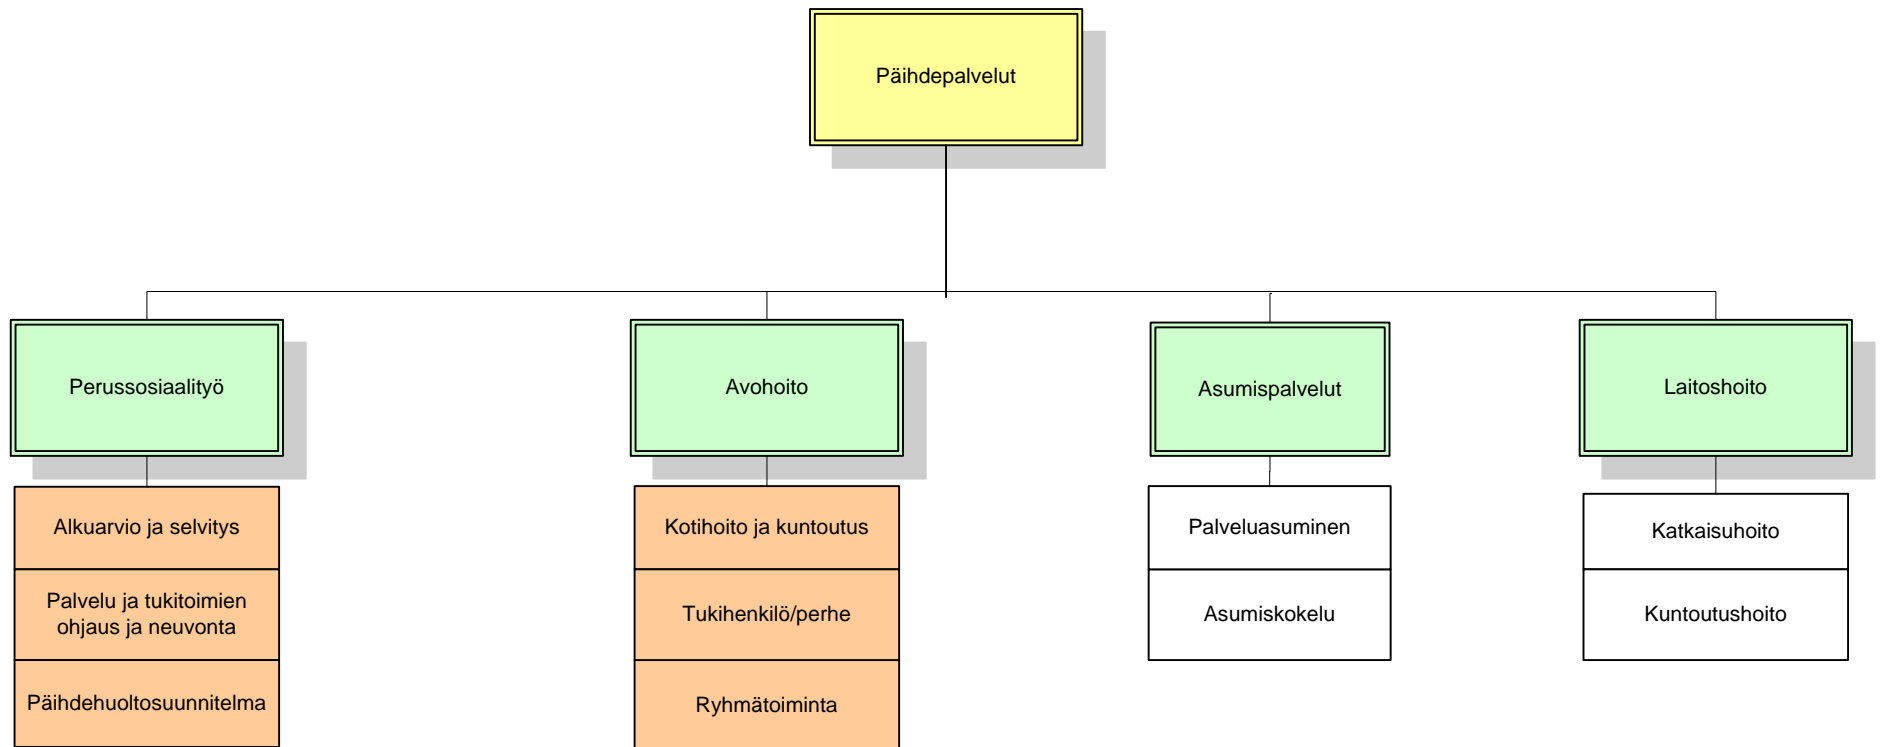 Päihdepalvelut
Perussosiaalityö
Avohoito
Asumispalvelut
Laitoshoito
Alkuarvio ja selvitys
Palvelu ja tukitoimien
ohjaus ja neuvonta
Päihdehuoltosuunnitelma
Kotihoito ja kuntoutus
Tukihenkilö/perhe
Ryhmätoiminta
Palveluasuminen
Asumiskokelu
Katkaisuhoito
Kuntoutushoito